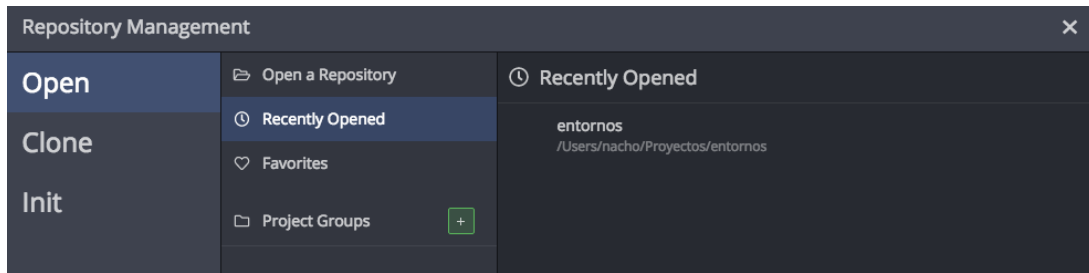 Repository Management
Open
Clone
Init
Open a Repository
Recently Opened
Favorites
Project Groups
+
Recently Opened
entornos
/Users/nacho/Proyectos/entornos